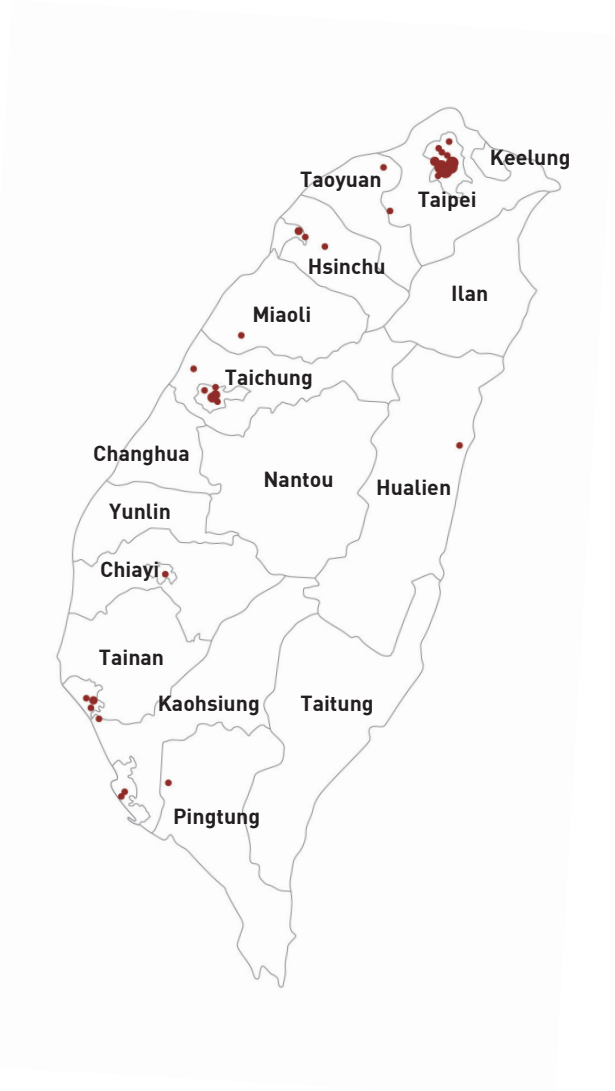 Keelung
Taoyuan
Taipei
Hsinchu
Ilan
Miaoli
Taichung
Changhua
Nantou
Hualien
Yunlin
Chiayi
Tainan
Kaohsiung
Taitung
Pingtung